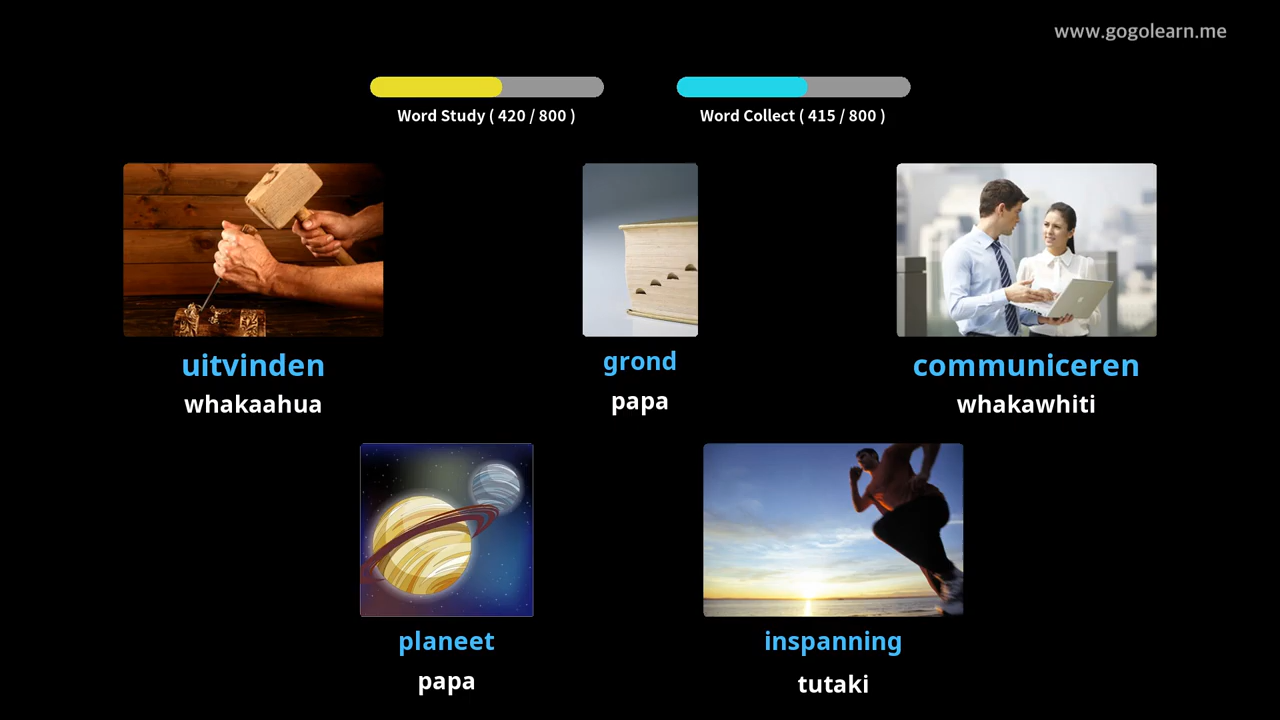 www.gogolearn.me
Word Study ( 420 / 800 )
Word Collect ( 415 / 800 )
uitvinden
whakaahua
grond
papa
communiceren
whakawhiti
planeet
papa
inspanning
tutaki